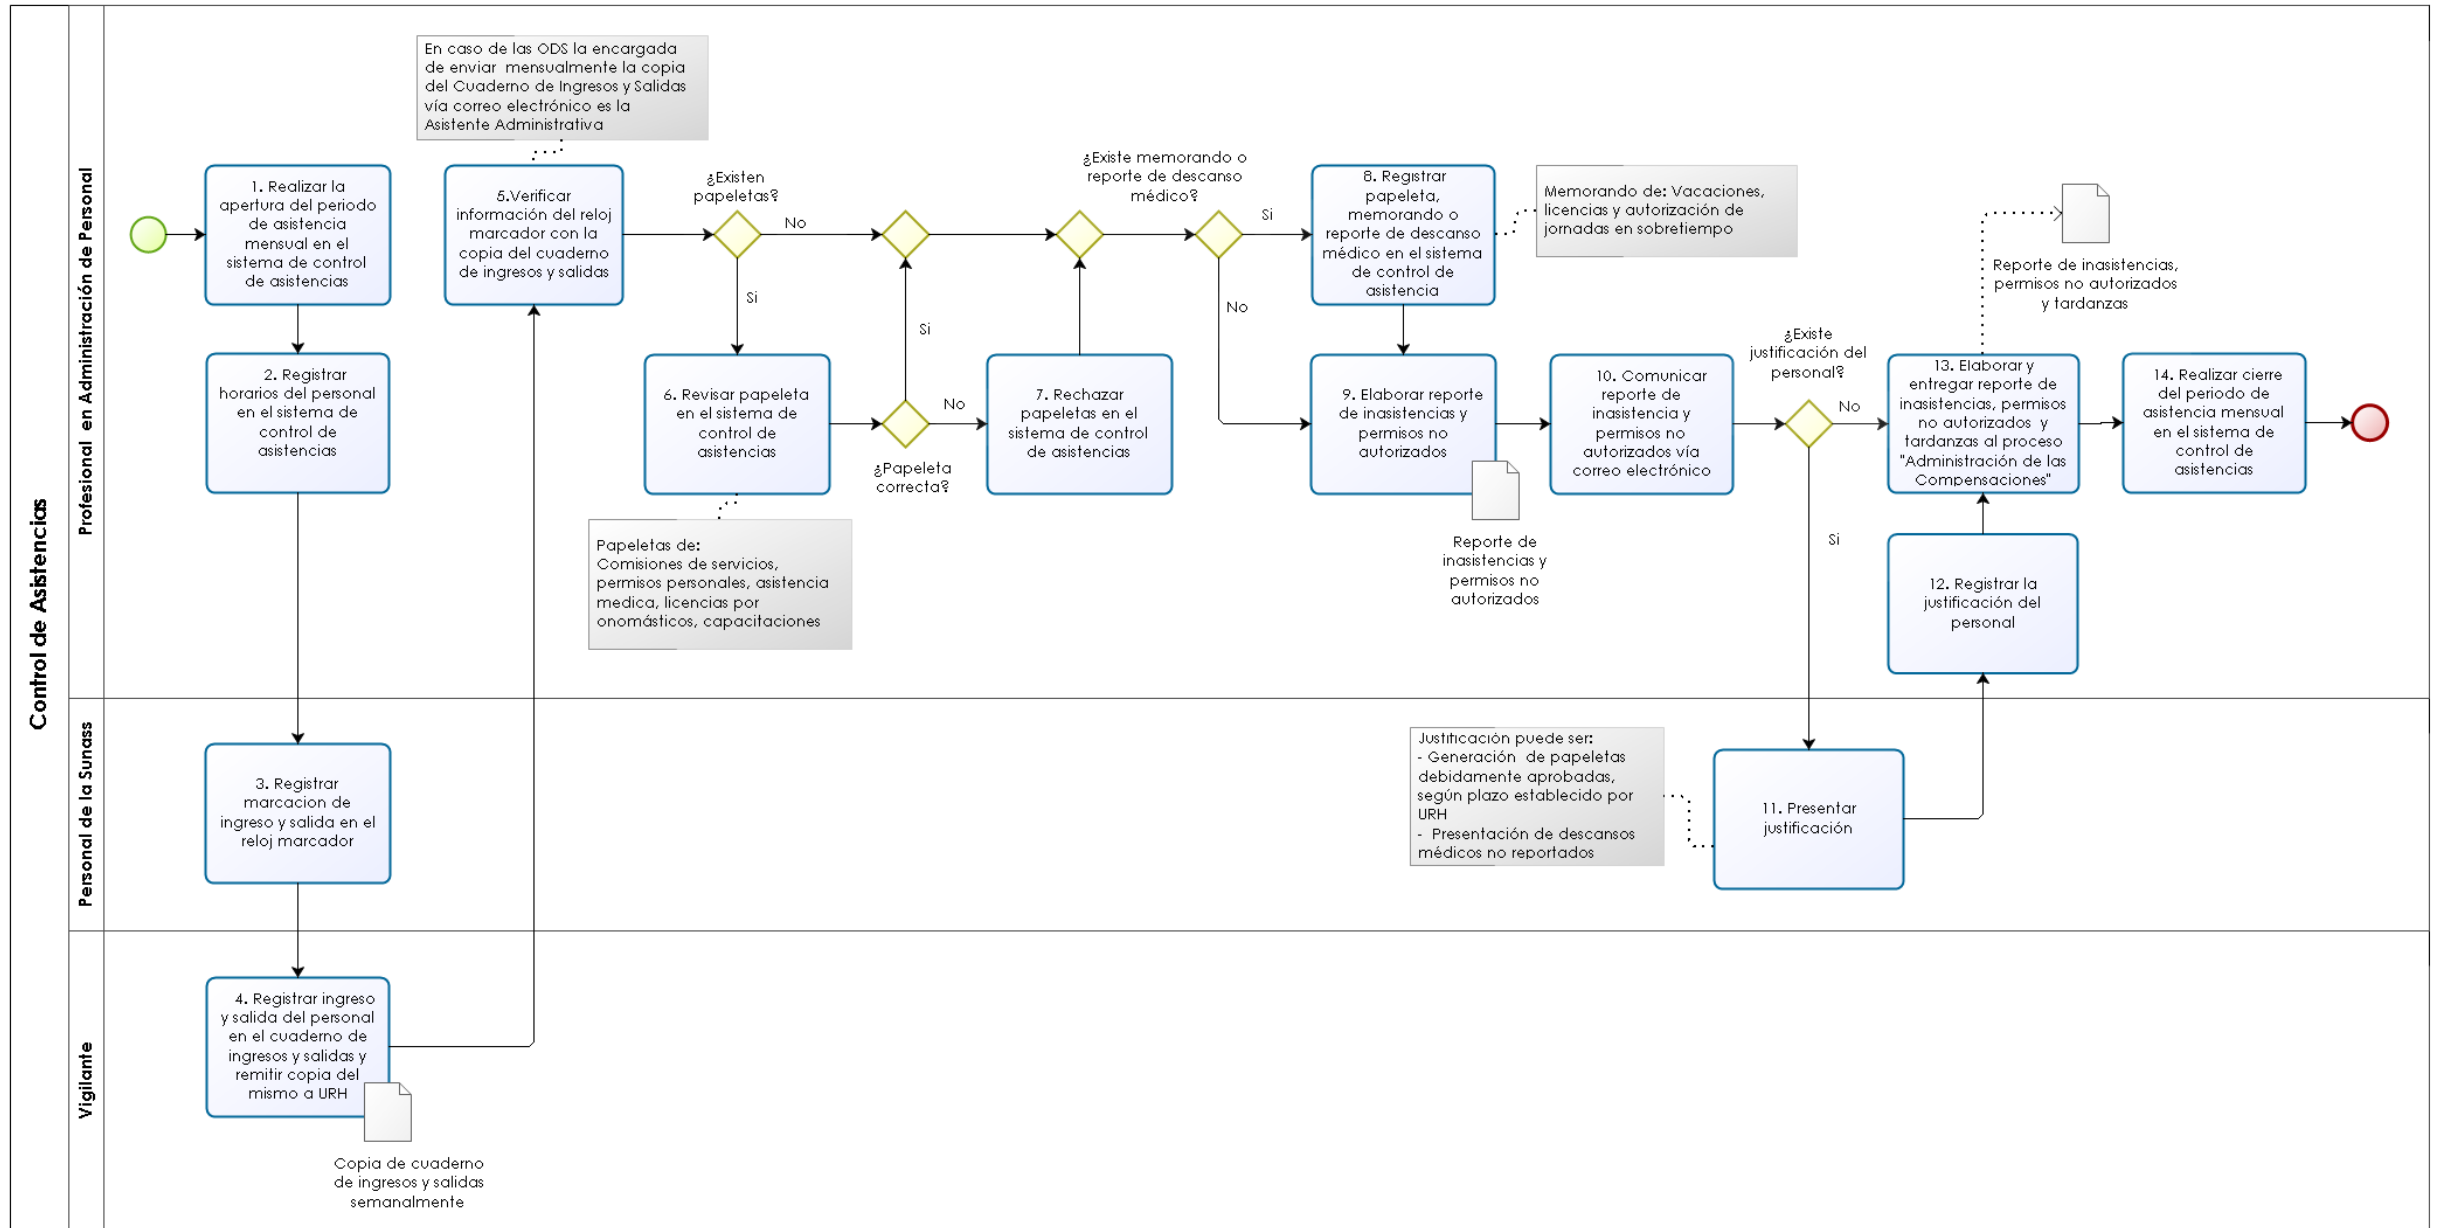 Control de Asistencias
Profesional en Administración de Personal
En caso de las ODS la encargada
de enviar mensualmente la copia
del Cuaderno de Ingresos y Salidas
vía correo electrónico es la
Asistente Administrativa
1. Realizar la
apertura del periodo
de asistencia
mensual en el
sistema de control
de asistencias
2. Registrar
horarios del personal
en el sistema de
control de
asistencias
5.Verificar
información del reloj
marcador con la
copia del cuaderno
de ingresos y salidas
¿Existen
papeletas?
No
Si
6. Revisar papeleta
en el sistema de
control de
asistencias
Papeletas de:
Comisiones de servicios,
permisos personales, asistencia
medica, licencias por
onomásticos, capacitaciones
Si
No
¿Papeleta
correcta?
7. Rechazar
papeletas en el
sistema de control
de asistencias
¿Existe memorando o
reporte de descanso
médico?
Si
No
8. Registrar
papeleta,
memorando o
reporte de descanso
médico en el sistema
de control de
asistencia
Memorando de: Vacaciones,
licencias y autorización de
jornadas en sobretiempo
9. Elaborar reporte
de inasistencias y
permisos no
autorizados
Reporte de
inasistencias y
permisos no
autorizados
10. Comunicar
reporte de
inasistencia y
permisos no
autorizados vía
correo electrónico
¿Existe
justificación del
personal?
No
Si
13. Elaborar y
entregar reporte de
inasistencias, permisos
no autorizados y
tardanzas al proceso
"Administración de las
Compensaciones"
Reporte de inasistencias,
permisos no autorizados
y tardanzas
14. Realizar cierre
del periodo de
asistencia mensual
en el sistema de
control de
asistencias
12. Registrar la
justificación del
personal
Personal de la Sunass
3. Registrar
marcacion de
ingreso y salida en el
reloj marcador
Justificación puede ser:
- Generación de papeletas
debidamente aprobadas,
según plazo establecido por
URH
- Presentación de descansos
médicos no reportados
11. Presentar
justificación
Vigilante
4. Registrar ingreso
y salida del personal
en el cuaderno de
ingresos y salidas y
remitir copia del
mismo a URH
Copia de cuaderno
de ingresos y salidas
semanalmente